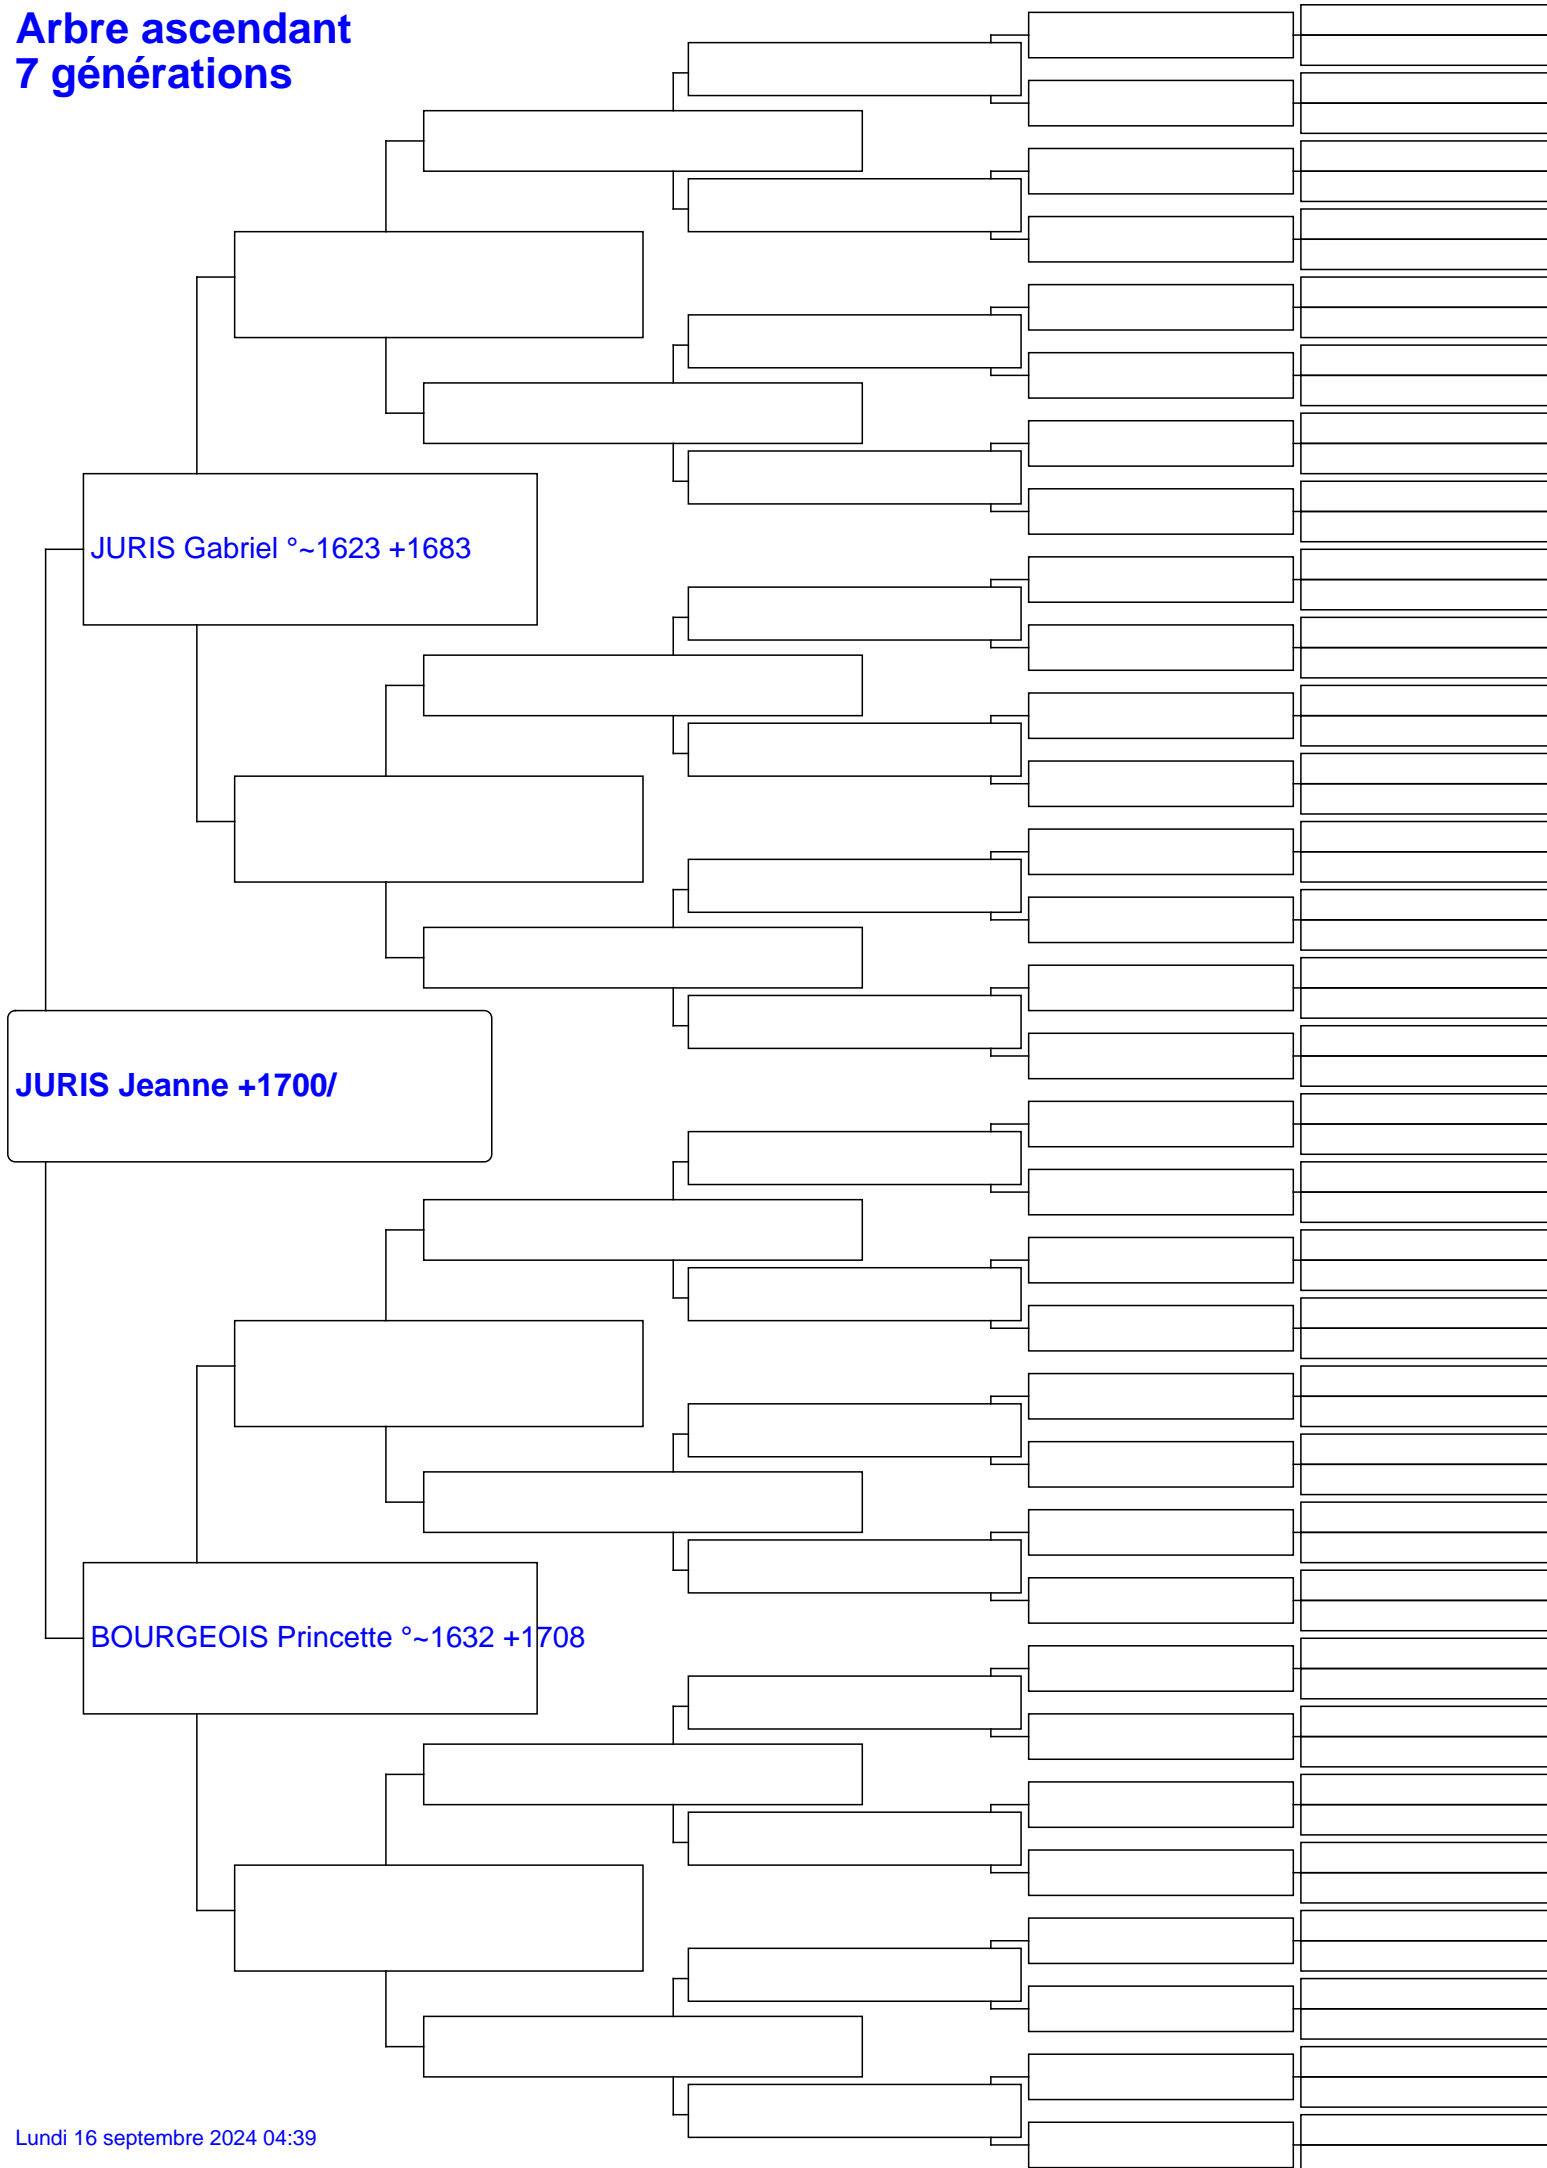 Arbre ascendant
7 générations
JURIS Gabriel °~1623 +1683
JURIS Jeanne +1700/
BOURGEOIS Princette °~1632 +1708
Lundi 16 septembre 2024 04:39